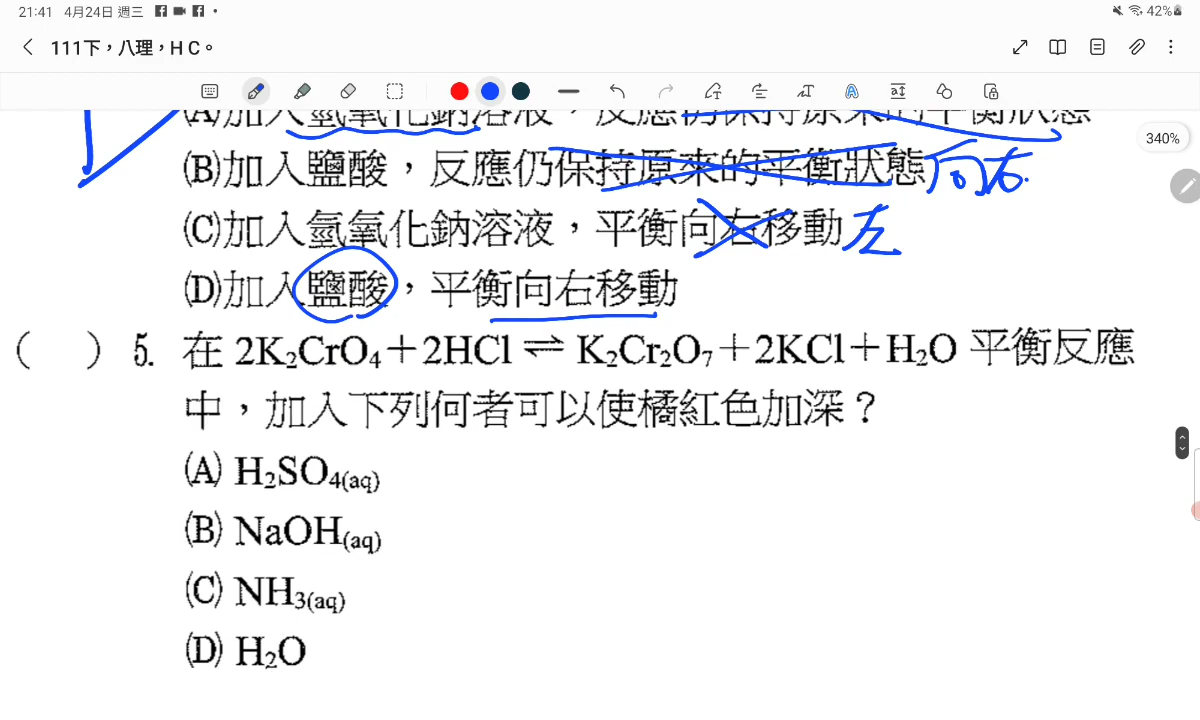 21:41 4月24日 週三 42%
111下，八理，H C。
340%
(A)加入氫氧化鈉溶液，反應仍保持原來的平衡狀態
(B)加入鹽酸，反應仍保持原來的平衡狀態 向右.
(C)加入氫氧化鈉溶液，平衡向右移動 左
(D)加入鹽酸，平衡向右移動
( ) 5. 在 2K₂CrO₄＋2HCl ⇌ K₂Cr₂O₇＋2KCl＋H₂O 平衡反應
中，加入下列何者可以使橘紅色加深？
(A) H₂SO₄(aq)
(B) NaOH(aq)
(C) NH₃(aq)
(D) H₂O